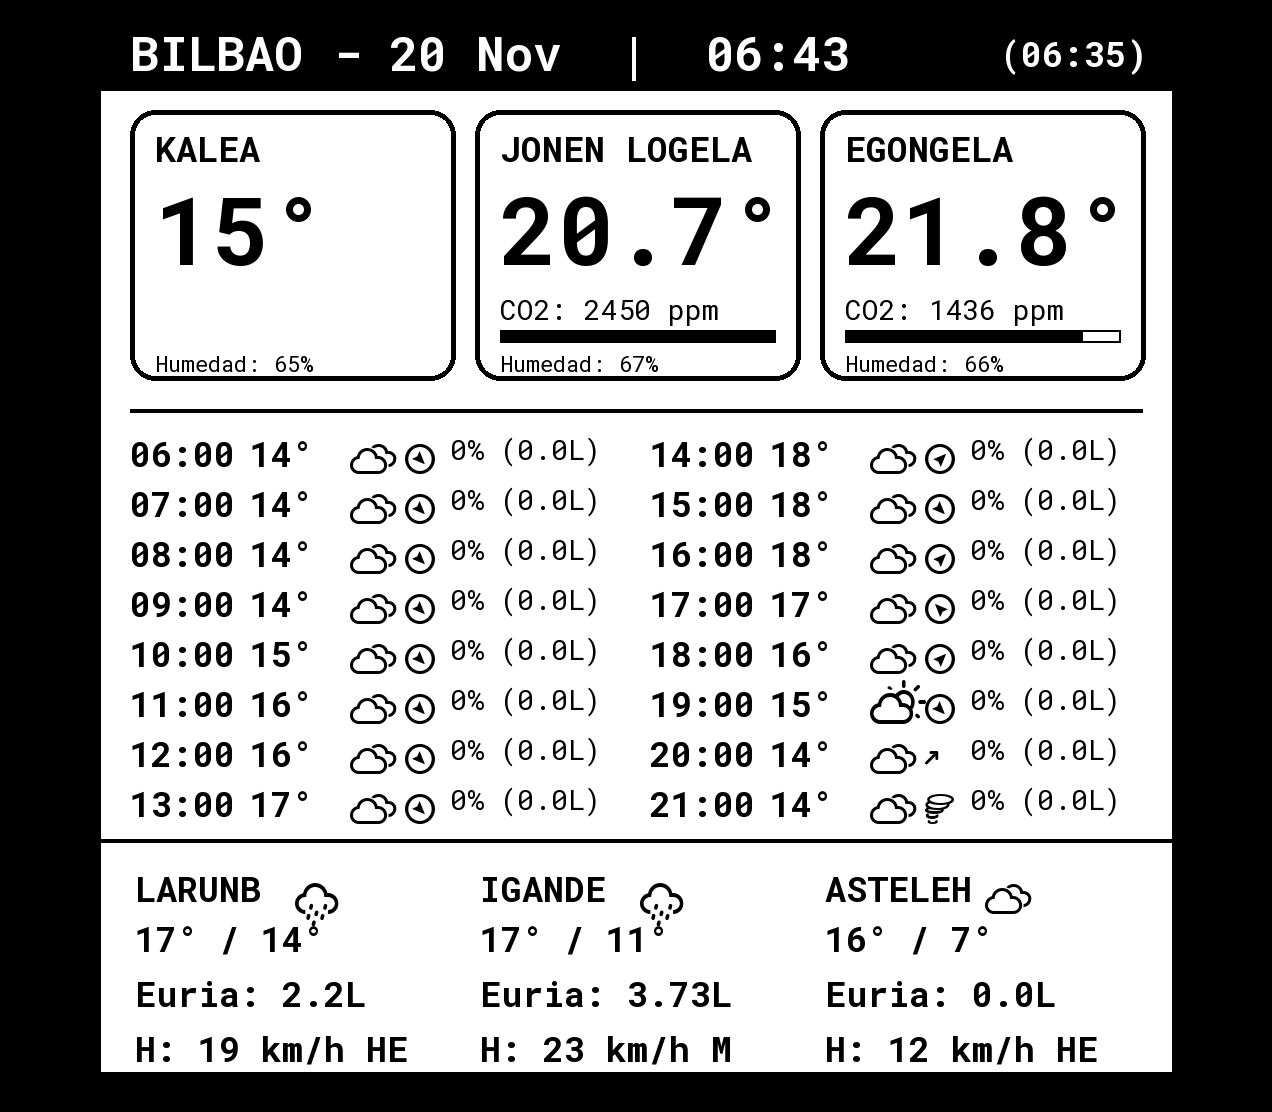 BILBAO - 20 Nov | 06:43 (06:35)
KALEA
15°
Humedad: 65%
JONEN LOGELA
20.7°
CO2: 2450 ppm
Humedad: 67%
EGONGELA
21.8°
CO2: 1436 ppm
Humedad: 66%
06:00 14° 0% (0.0L)
07:00 14° 0% (0.0L)
08:00 14° 0% (0.0L)
09:00 14° 0% (0.0L)
10:00 15° 0% (0.0L)
11:00 16° 0% (0.0L)
12:00 16° 0% (0.0L)
13:00 17° 0% (0.0L)
14:00 18° 0% (0.0L)
15:00 18° 0% (0.0L)
16:00 18° 0% (0.0L)
17:00 17° 0% (0.0L)
18:00 16° 0% (0.0L)
19:00 15° 0% (0.0L)
20:00 14° 0% (0.0L)
21:00 14° 0% (0.0L)
LARUNB
17° / 14°
Euria: 2.2L
H: 19 km/h HE
IGANDE
17° / 11°
Euria: 3.73L
H: 23 km/h M
ASTELEH
16° / 7°
Euria: 0.0L
H: 12 km/h HE